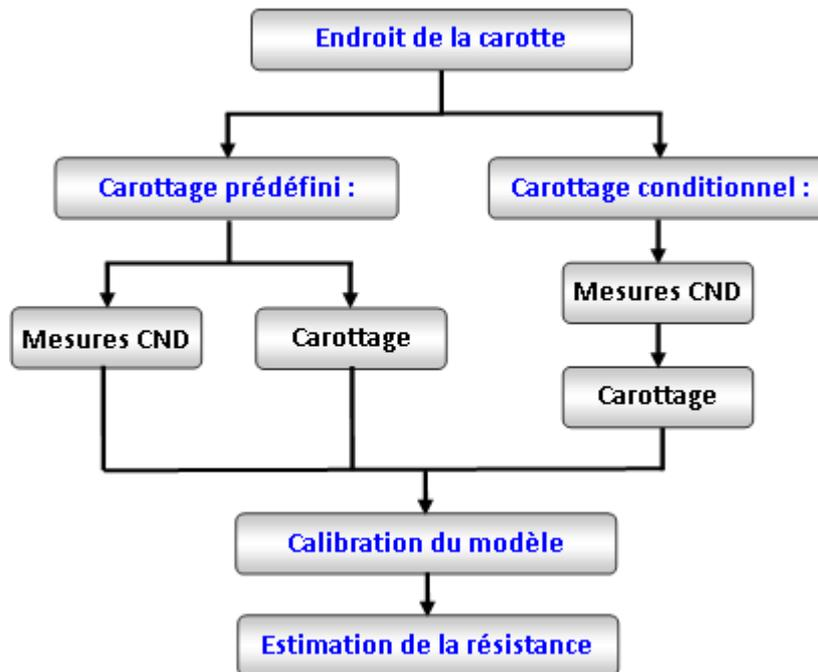 Endroit de la carotte
Carottage prédéfini :
Carottage conditionnel :
Mesures CND
Mesures CND
Carottage
Carottage
Calibration du modèle
Estimation de la résistance